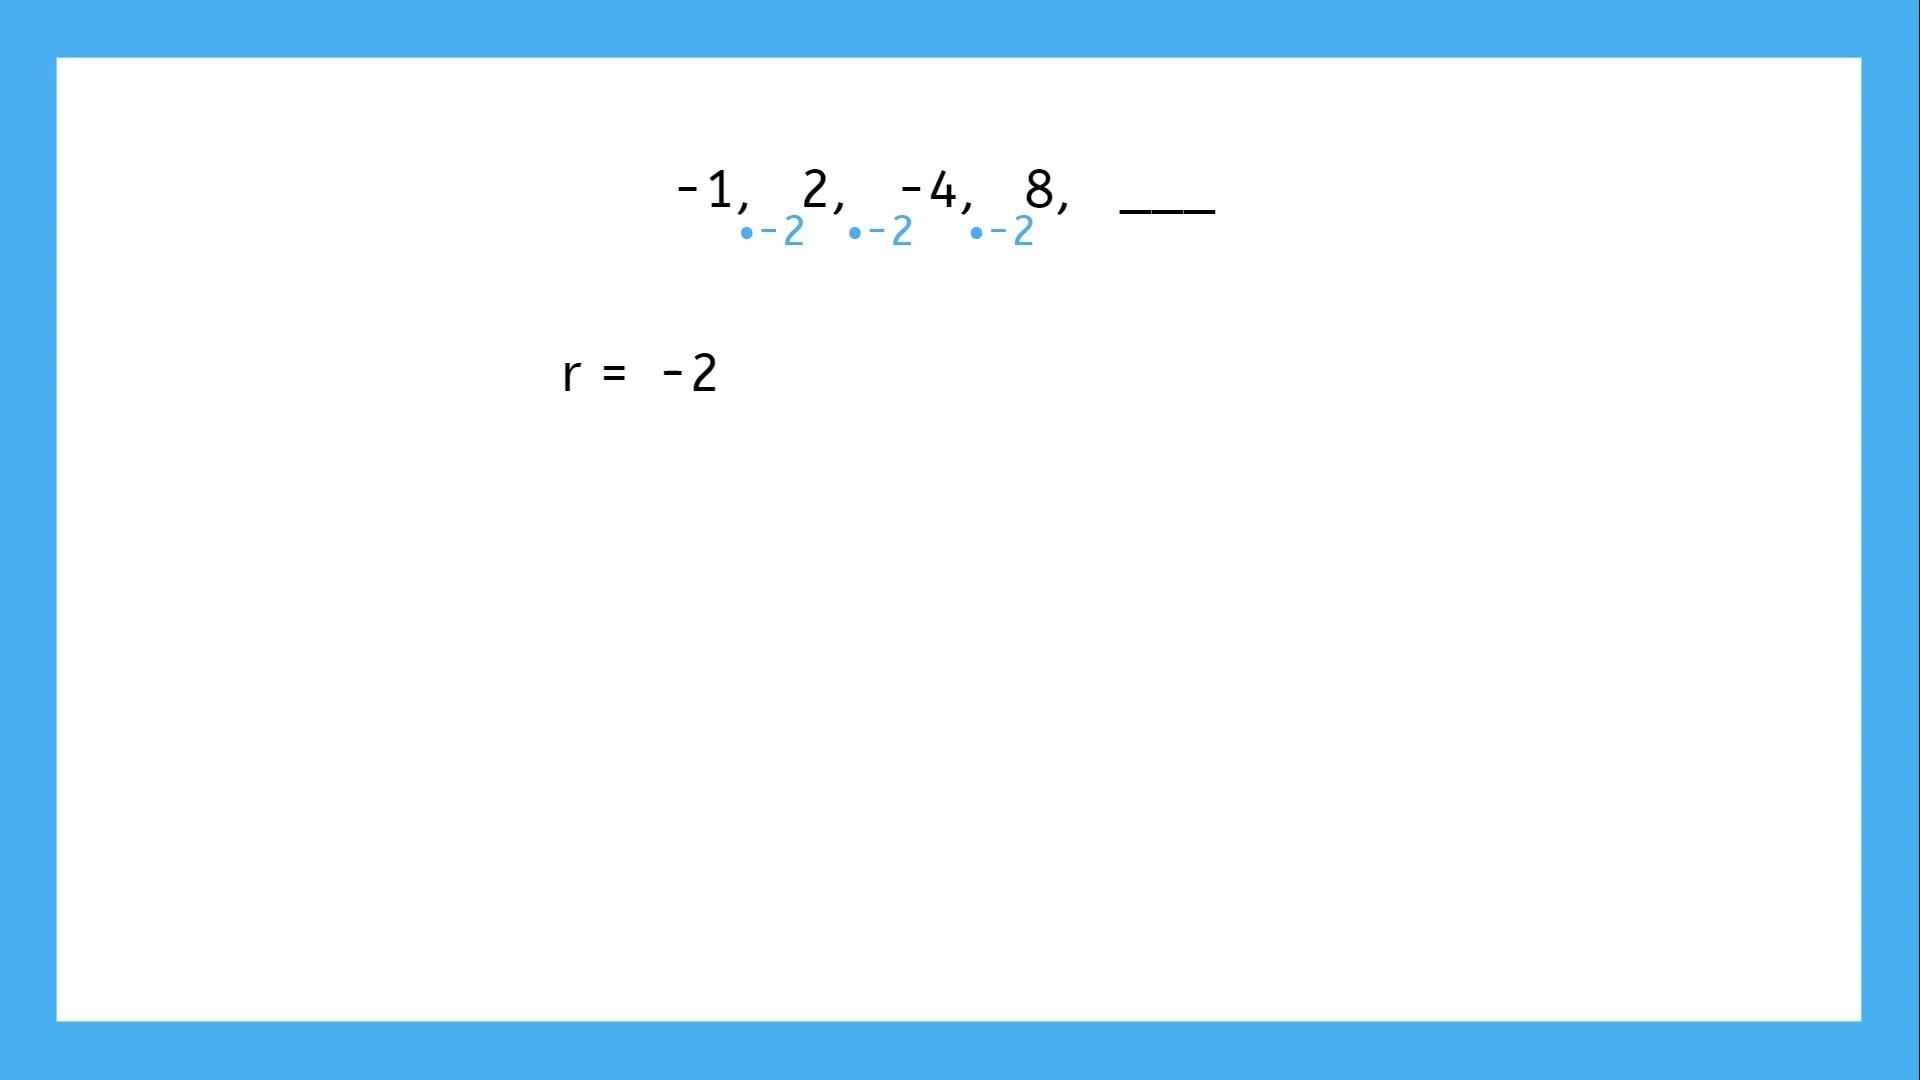 -1, 2, -4, 8, ___
•-2 •-2 •-2
r = -2